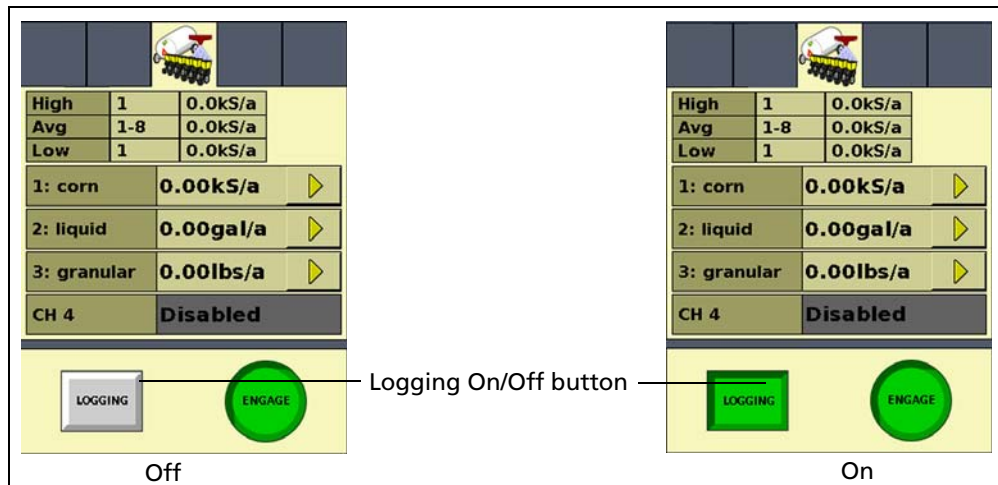 High 1 0.0kS/a
Avg 1-8 0.0kS/a
Low 1 0.0kS/a
1: corn 0.00kS/a
2: liquid 0.00gal/a
3: granular 0.00lbs/a
CH 4 Disabled
LOGGING ENGAGE
Off
Logging On/Off button
High 1 0.0kS/a
Avg 1-8 0.0kS/a
Low 1 0.0kS/a
1: corn 0.00kS/a
2: liquid 0.00gal/a
3: granular 0.00lbs/a
CH 4 Disabled
LOGGING ENGAGE
On